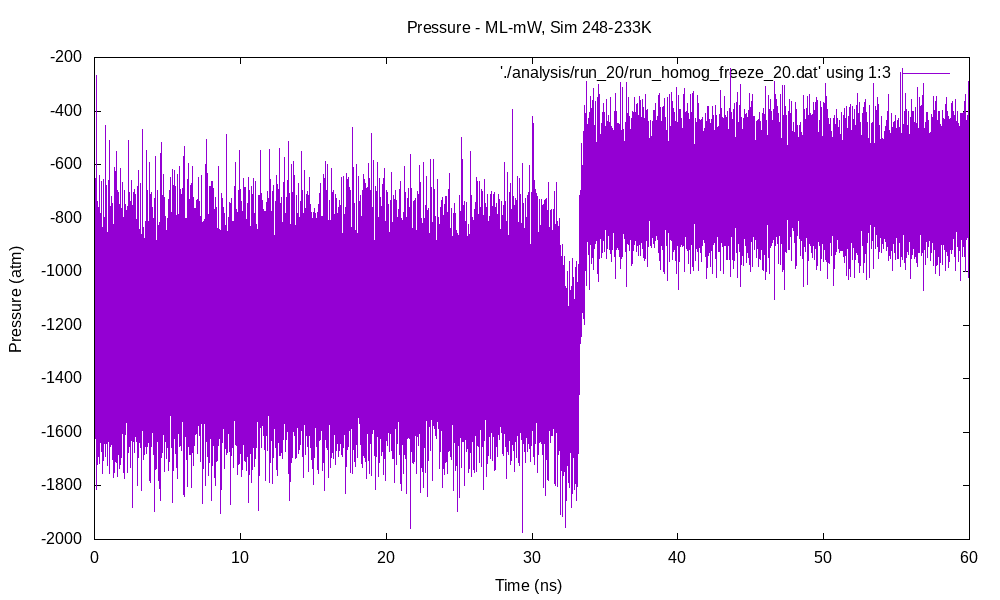 Pressure - ML-mW, Sim 248-233K
'./analysis/run_20/run_homog_freeze_20.dat' using 1:3
-200
-400
-600
-800
-1000
-1200
-1400
-1600
-1800
-2000
Pressure (atm)
0 10 20 30 40 50 60
Time (ns)